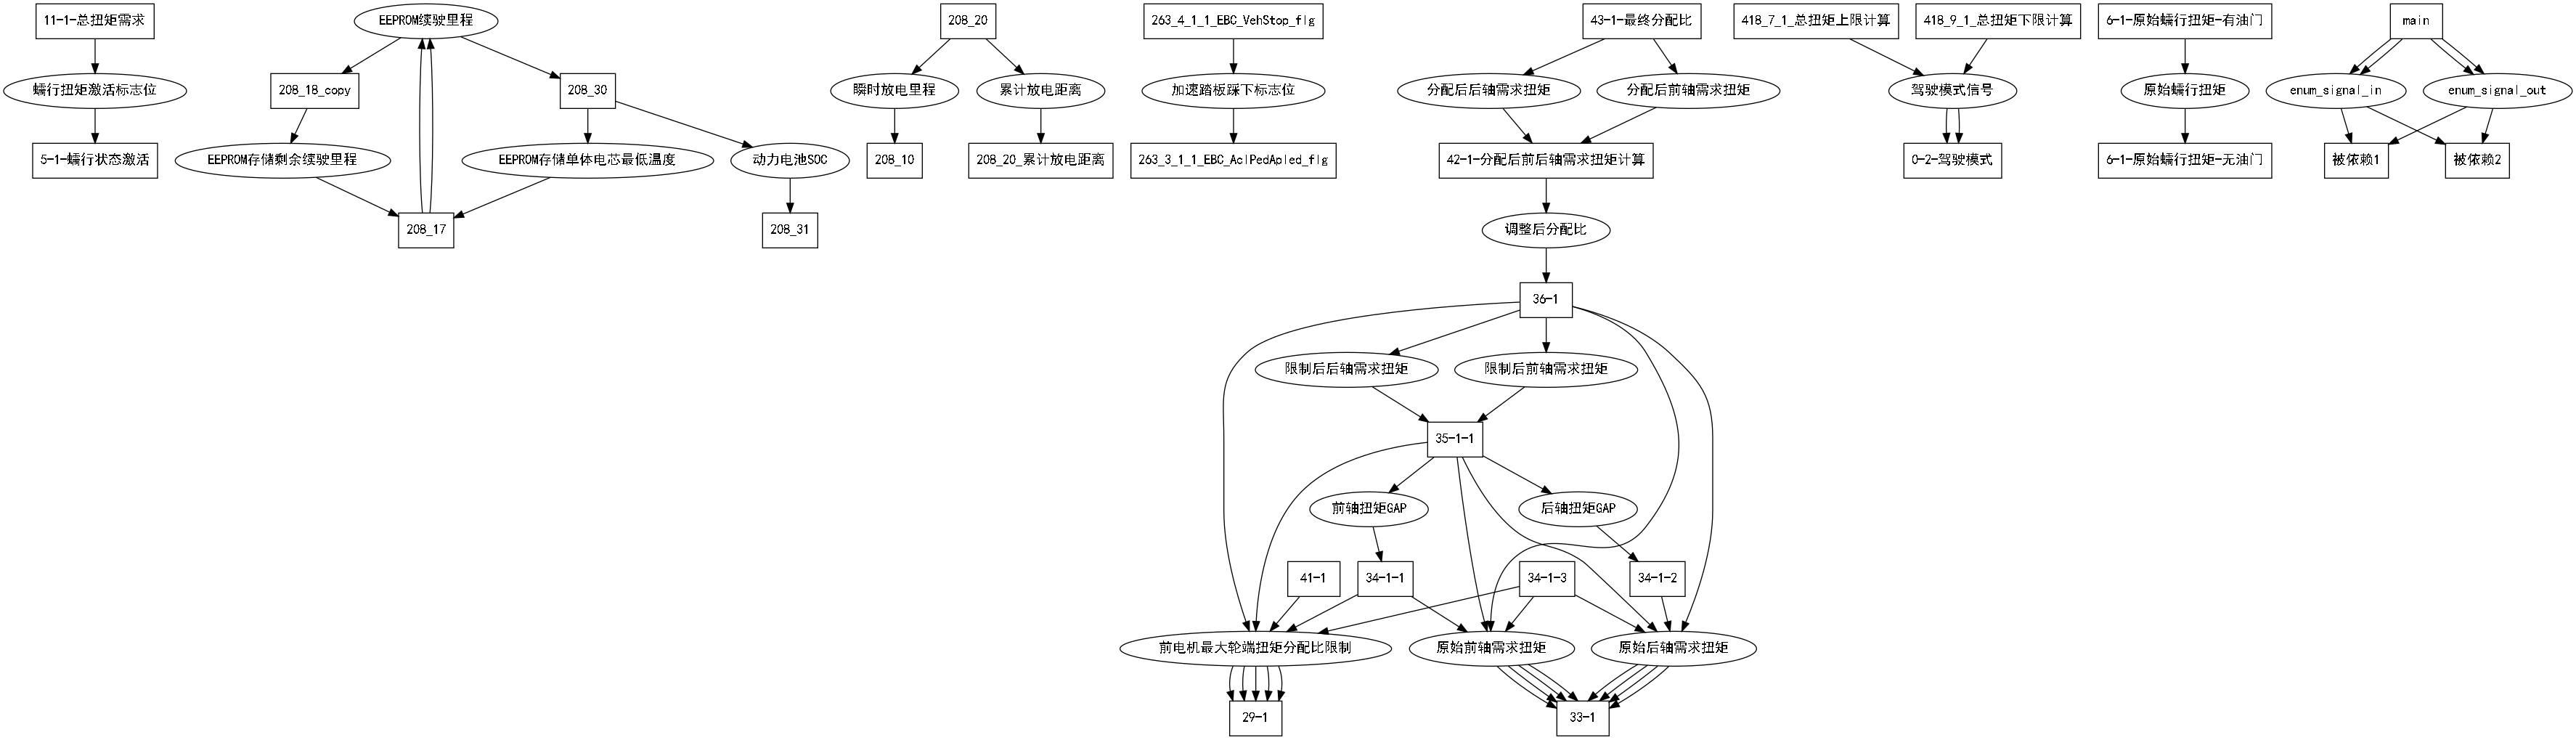 11-1-总扭矩需求
EEPROM续驶里程
208_20
263_4_1_1_EBC_VehStop_flg
43-1-最终分配比
418_7_1_总扭矩上限计算
418_9_1_总扭矩下限计算
6-1-原始蠕行扭矩-有油门
main
蠕行扭矩激活标志位
208_18_copy
208_30
瞬时放电里程
累计放电距离
加速踏板踩下标志位
分配后后轴需求扭矩
分配后前轴需求扭矩
驾驶模式信号
原始蠕行扭矩
enum_signal_in
enum_signal_out
5-1-蠕行状态激活
EEPROM存储剩余续驶里程
EEPROM存储单体电芯最低温度
动力电池SOC
208_10
208_20_累计放电距离
263_3_1_1_EBC_AclPedApled_flg
42-1-分配后前后轴需求扭矩计算
0-2-驾驶模式
6-1-原始蠕行扭矩-无油门
被依赖1
被依赖2
208_17
208_31
调整后分配比
36-1
限制后后轴需求扭矩
限制后前轴需求扭矩
35-1-1
前轴扭矩GAP
后轴扭矩GAP
41-1
34-1-1
34-1-3
34-1-2
前电机最大轮端扭矩分配比限制
原始前轴需求扭矩
原始后轴需求扭矩
29-1
33-1